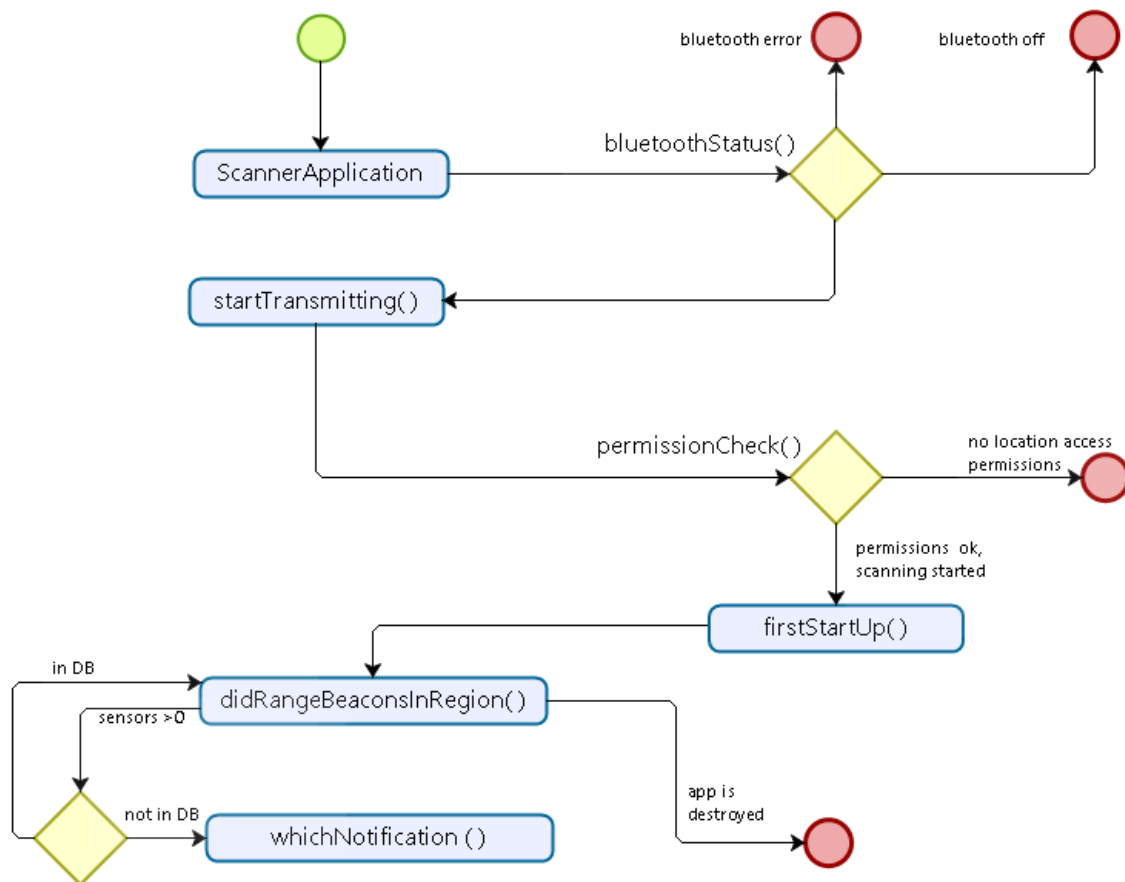 bluetooth error
bluetooth off
bluetoothStatus()
ScannerApplication
startTransmitting()
permissionCheck()
no location access
permissions
permissions ok,
scanning started
firstStartUp()
in DB
didRangeBeaconsInRegion()
sensors >0
app is
destroyed
not in DB
whichNotification ()